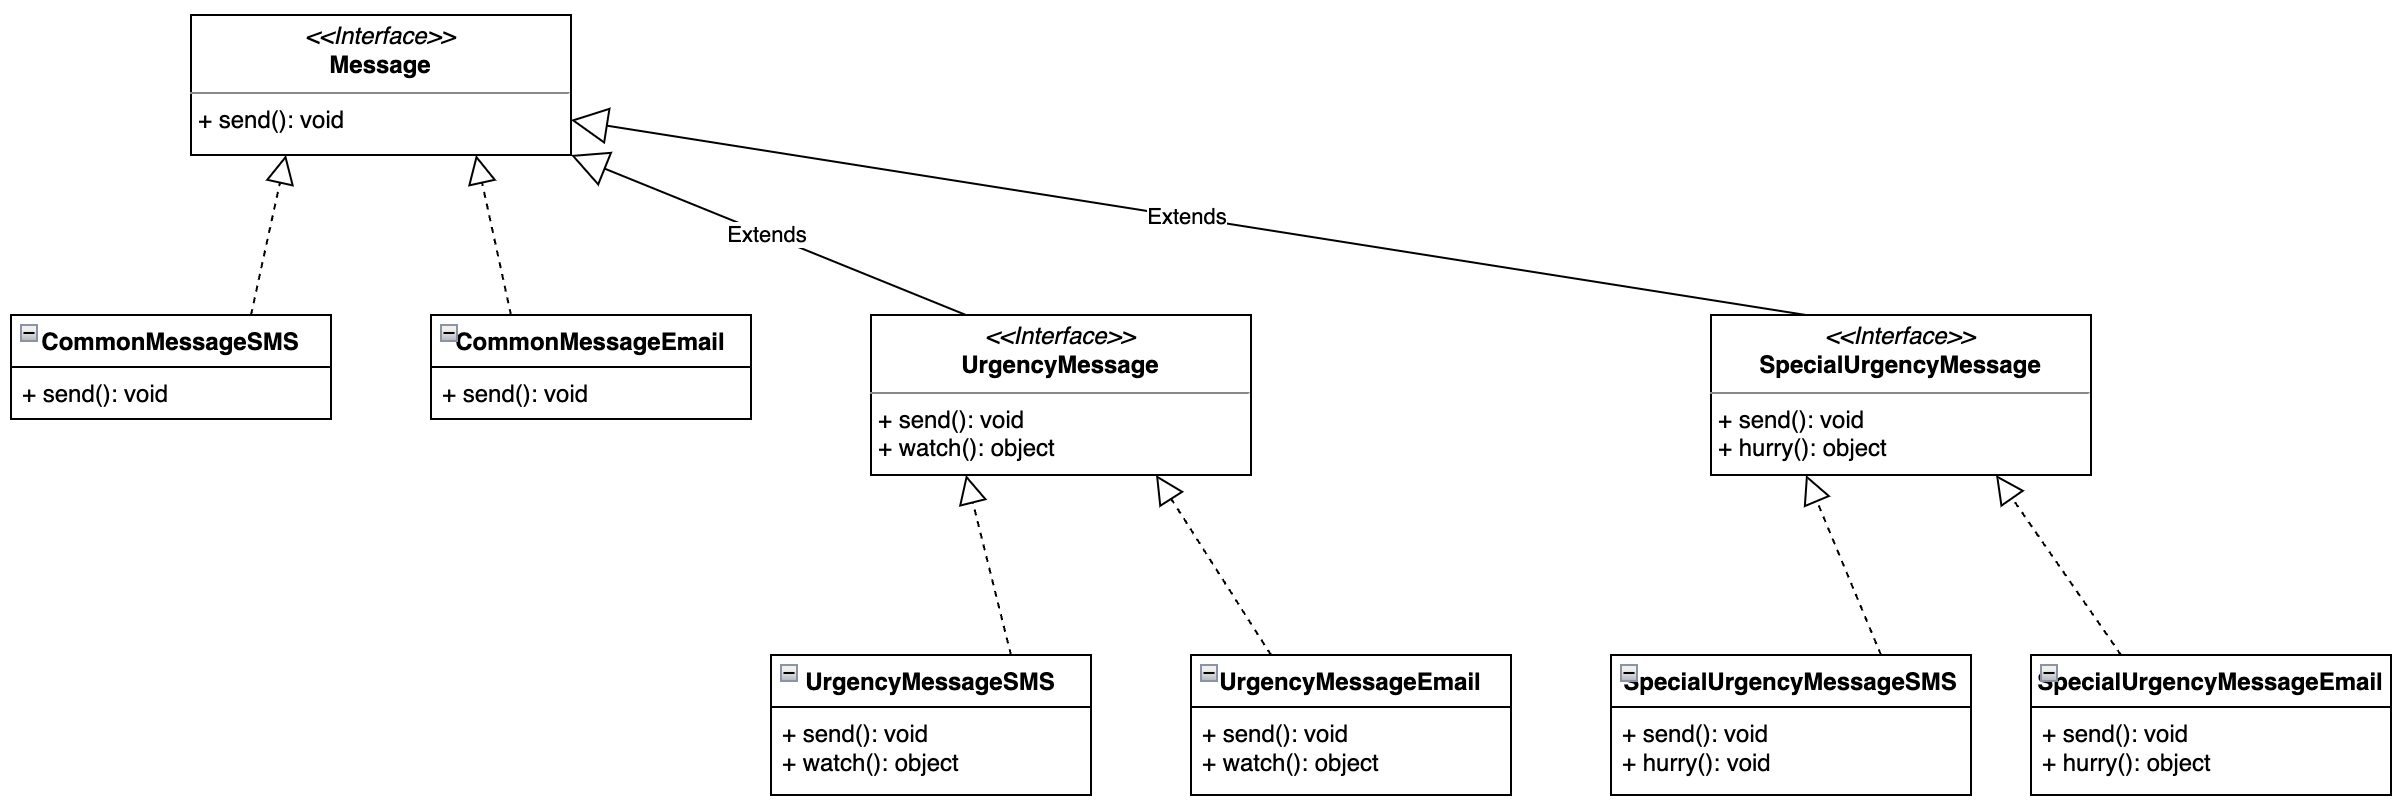 <<Interface>>
Message
+ send(): void
Extends
Extends
CommonMessageSMS
+ send(): void
CommonMessageEmail
+ send(): void
<<Interface>>
UrgencyMessage
+ send(): void
+ watch(): object
<<Interface>>
SpecialUrgencyMessage
+ send(): void
+ hurry(): object
UrgencyMessageSMS
+ send(): void
+ watch(): object
UrgencyMessageEmail
+ send(): void
+ watch(): object
SpecialUrgencyMessageSMS
+ send(): void
+ hurry(): void
SpecialUrgencyMessageEmail
+ send(): void
+ hurry(): object